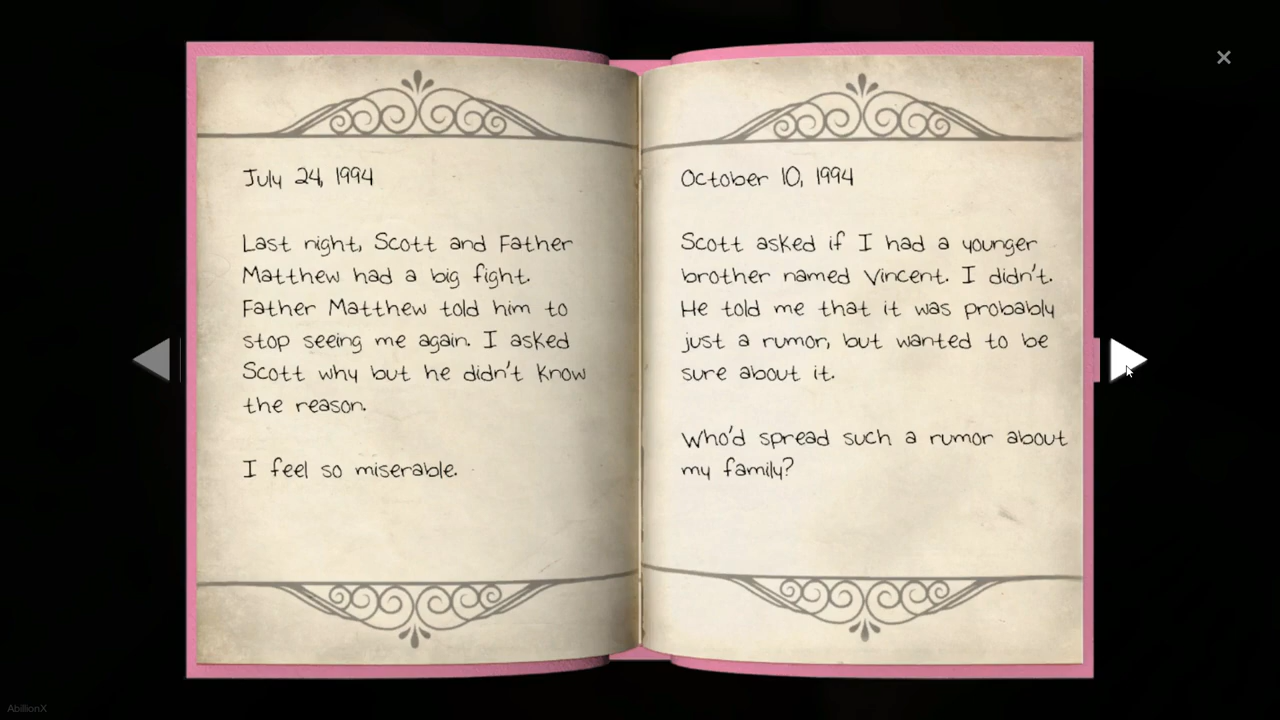 July 24, 1994
Last night, Scott and Father
Matthew had a big fight.
Father Matthew told him to
stop seeing me again. I asked
Scott why but he didn't know
the reason.
I feel so miserable.
October 10, 1994
Scott asked if I had a younger
brother named Vincent. I didn't.
He told me that it was probably
just a rumor, but wanted to be
sure about it.
Who'd spread such a rumor about
my family?
AbillionX